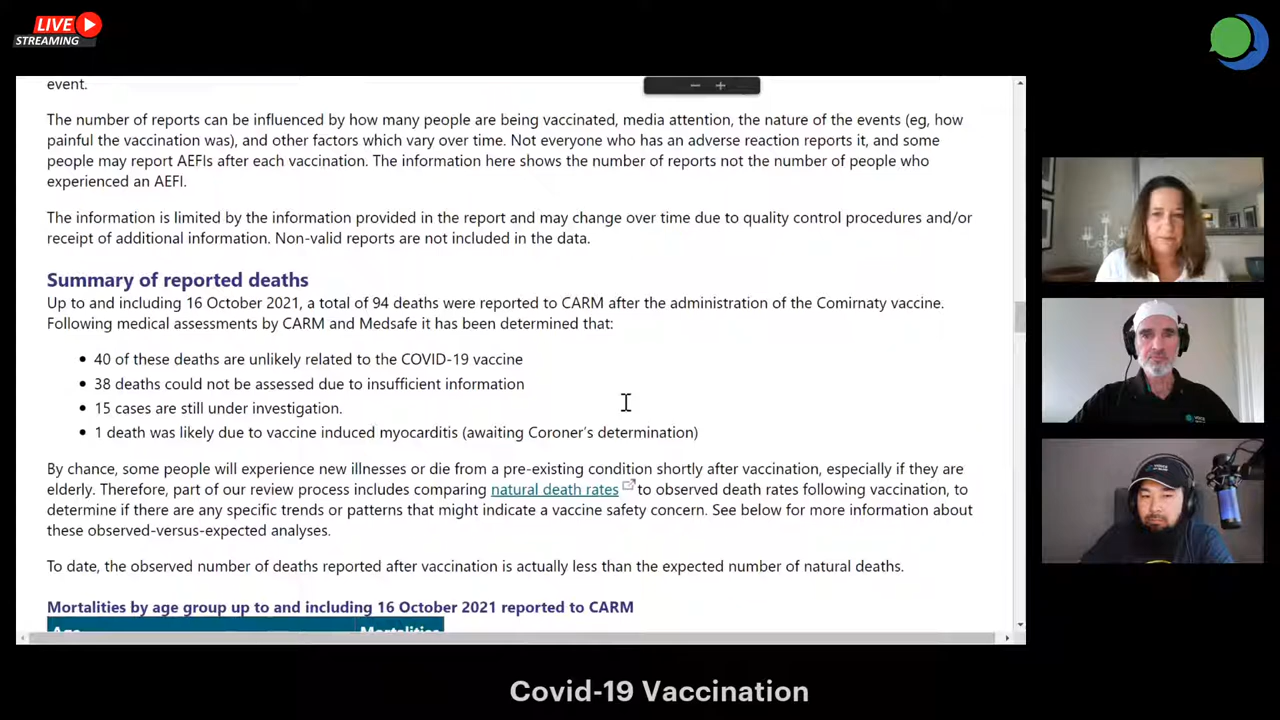 LIVE
STREAMING
event.
The number of reports can be influenced by how many people are being vaccinated, media attention, the nature of the events (eg, how
painful the vaccination was), and other factors which vary over time. Not everyone who has an adverse reaction reports it, and some
people may report AEFIs after each vaccination. The information here shows the number of reports not the number of people who
experienced an AEFI.
The information is limited by the information provided in the report and may change over time due to quality control procedures and/or
receipt of additional information. Non-valid reports are not included in the data.
Summary of reported deaths
Up to and including 16 October 2021, a total of 94 deaths were reported to CARM after the administration of the Comirnaty vaccine.
Following medical assessments by CARM and Medsafe it has been determined that:
• 40 of these deaths are unlikely related to the COVID-19 vaccine
• 38 deaths could not be assessed due to insufficient information
• 15 cases are still under investigation.
• 1 death was likely due to vaccine induced myocarditis (awaiting Coroner's determination)
By chance, some people will experience new illnesses or die from a pre-existing condition shortly after vaccination, especially if they are
elderly. Therefore, part of our review process includes comparing natural death rates to observed death rates following vaccination, to
determine if there are any specific trends or patterns that might indicate a vaccine safety concern. See below for more information about
these observed-versus-expected analyses.
To date, the observed number of deaths reported after vaccination is actually less than the expected number of natural deaths.
Mortalities by age group up to and including 16 October 2021 reported to CARM
Age Mortalities
Covid-19 Vaccination